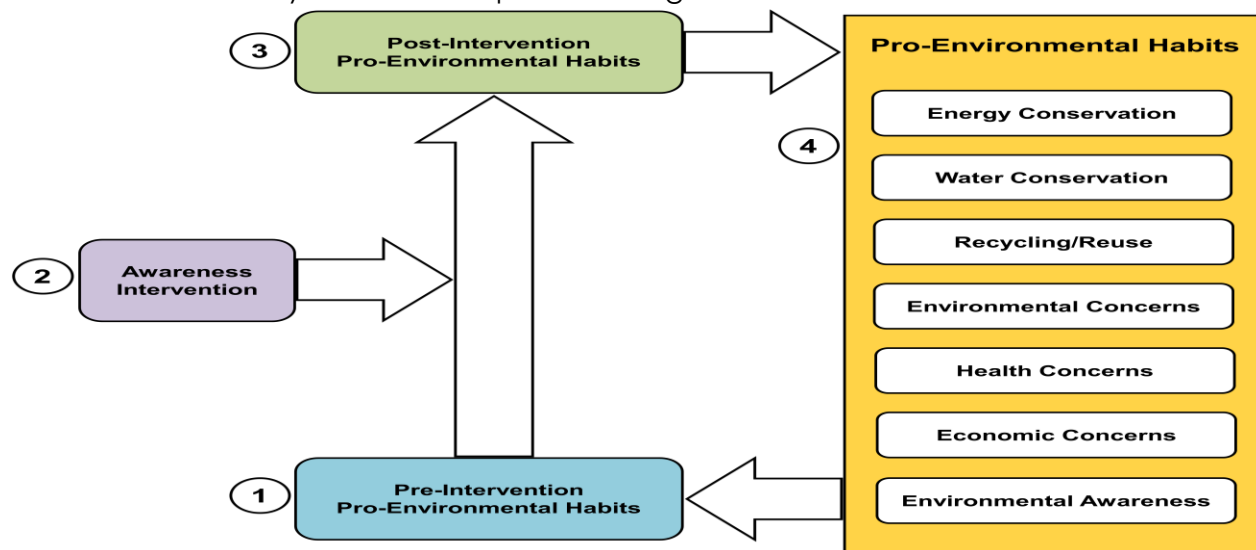 3
Post-Intervention
Pro-Environmental Habits
Pro-Environmental Habits
Energy Conservation
4
Water Conservation
Recycling/Reuse
2
Awareness
Intervention
Environmental Concerns
Health Concerns
Economic Concerns
1
Pre-Intervention
Pro-Environmental Habits
Environmental Awareness